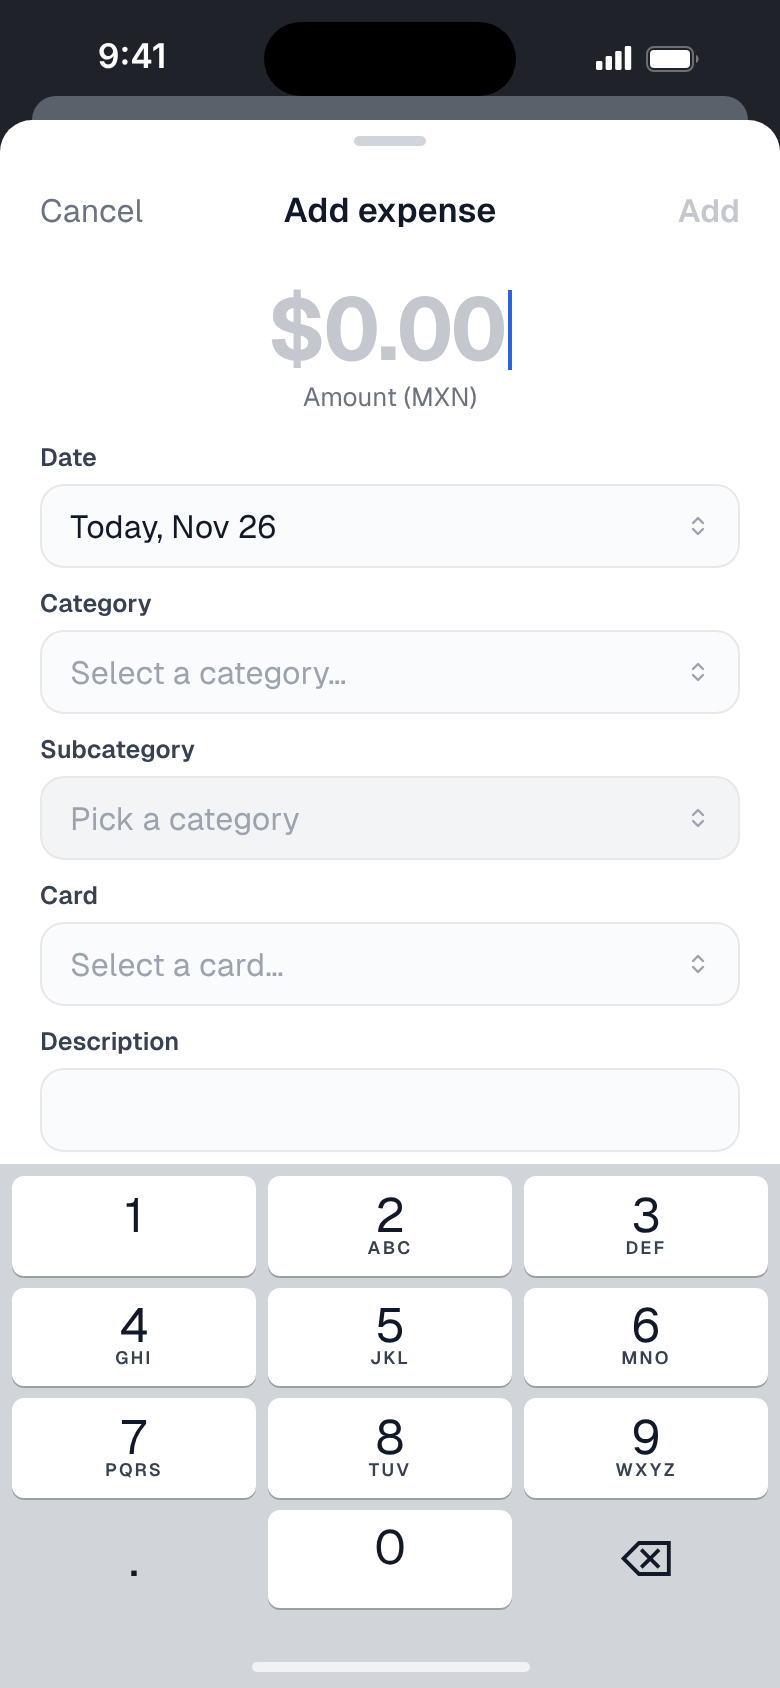 9:41
Cancel Add expense Add
$0.00
Amount (MXN)
Date
Today, Nov 26
Category
Select a category...
Subcategory
Pick a category
Card
Select a card...
Description
1 2 3
ABC DEF
4 5 6
GHI JKL MNO
7 8 9
PQRS TUV WXYZ
. 0